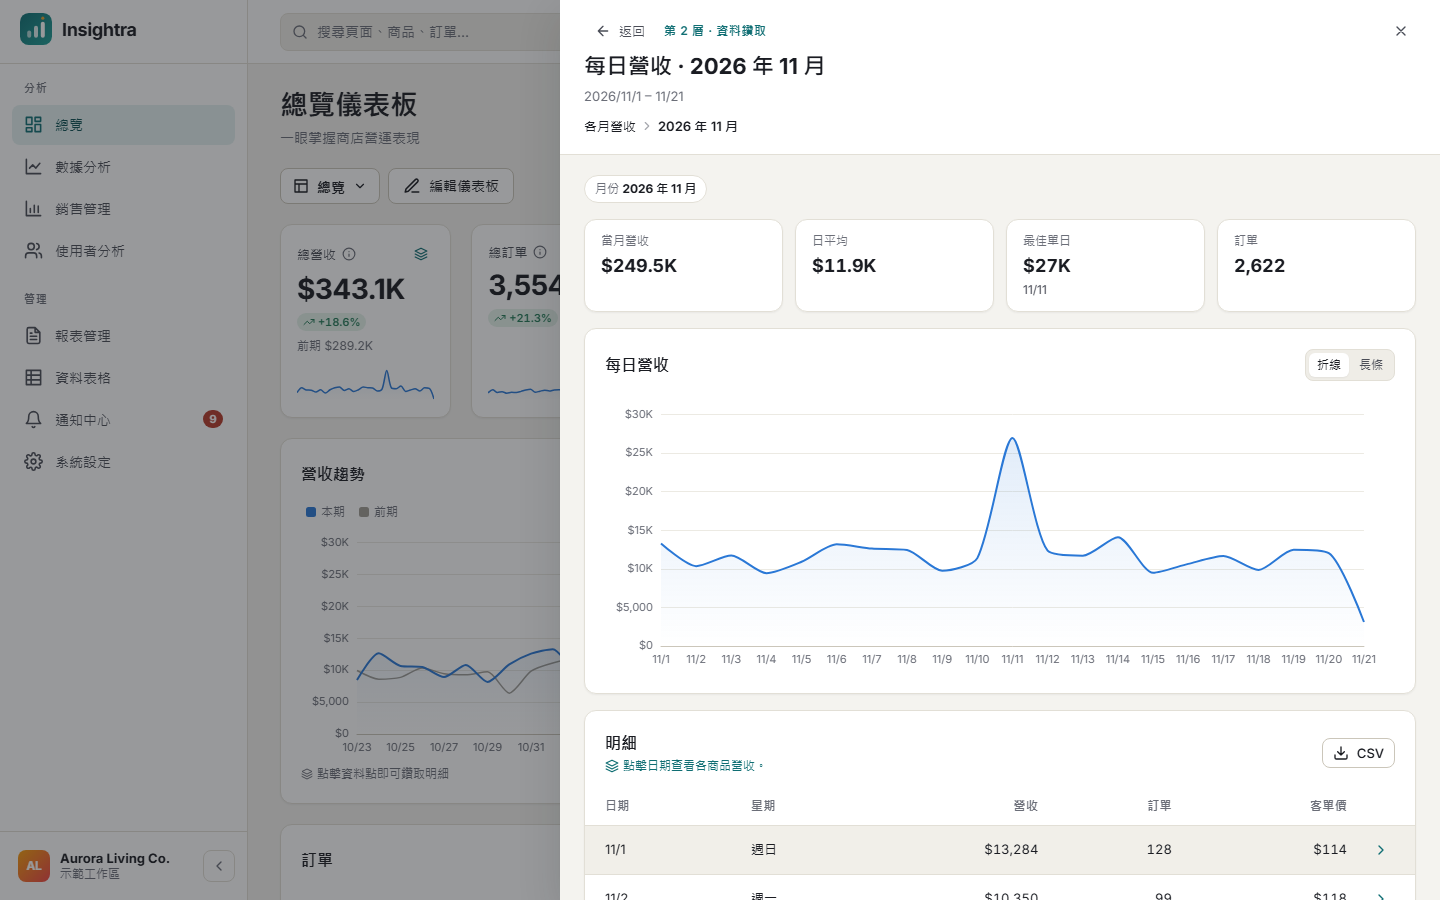 Insightra
搜尋頁面、商品、訂單...
分析
總覽
數據分析
銷售管理
使用者分析
管理
報表管理
資料表格
通知中心
9
系統設定
AL
Aurora Living Co.
示範工作區
總覽儀表板
一眼掌握商店營運表現
總覽
編輯儀表板
總營收
$343.1K
+18.6%
前期 $289.2K
總訂單
3,554
+21.3%
營收趨勢
本期
前期
$30K
$25K
$20K
$15K
$10K
$5,000
$0
10/23 10/25 10/27 10/29 10/31
點擊資料點即可鑽取明細
訂單
返回
第 2 層 · 資料鑽取
每日營收 · 2026 年 11 月
2026/11/1 – 11/21
各月營收 > 2026 年 11 月
月份 2026 年 11 月
當月營收
$249.5K
日平均
$11.9K
最佳單日
$27K
11/11
訂單
2,622
每日營收
折線 長條
$30K
$25K
$20K
$15K
$10K
$5,000
$0
11/1 11/2 11/3 11/4 11/5 11/6 11/7 11/8 11/9 11/10 11/11 11/12 11/13 11/14 11/15 11/16 11/17 11/18 11/19 11/20 11/21
明細
點擊日期查看各商品營收。
CSV
日期 星期 營收 訂單 客單價
11/1 週日 $13,284 128 $114
11/2 週一 $10,350 99 $118